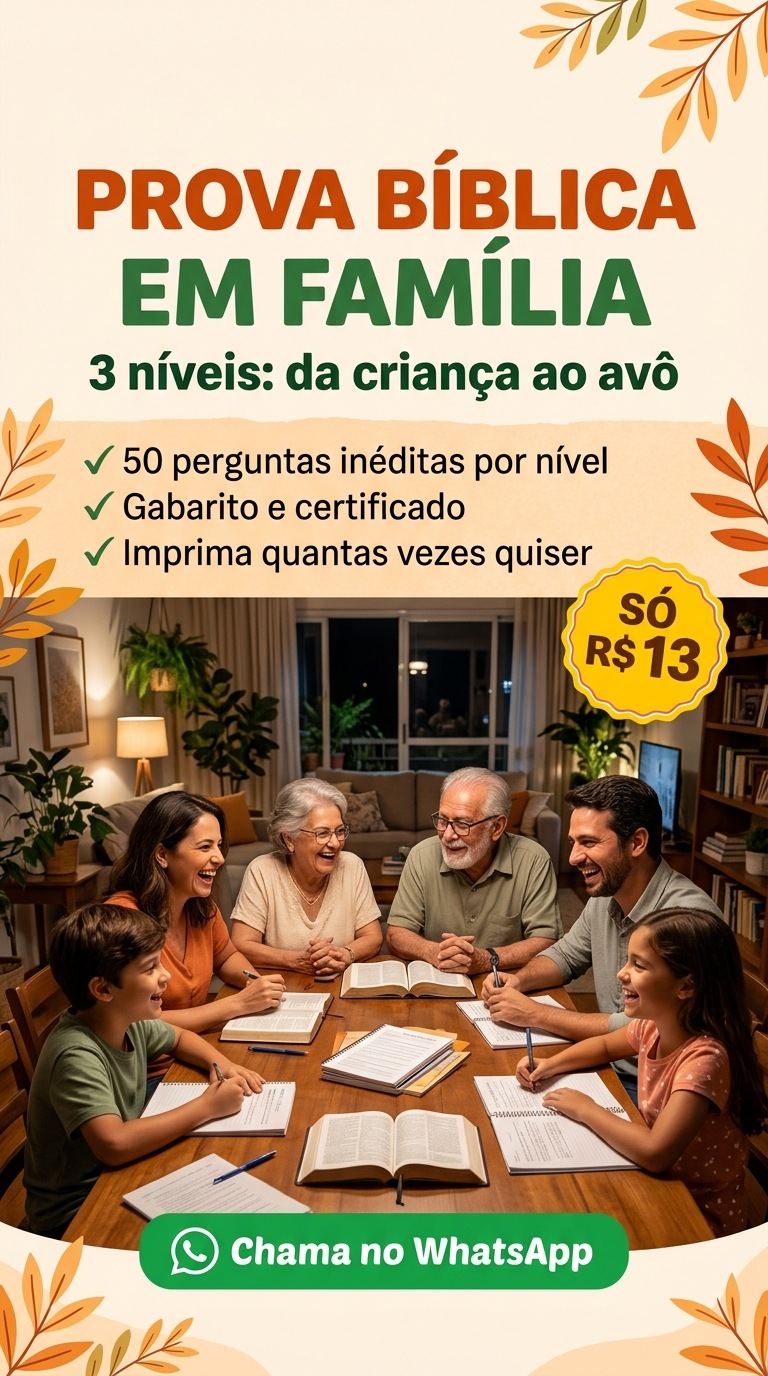 PROVA BÍBLICA
EM FAMÍLIA
3 níveis: da criança ao avô
✓ 50 perguntas inéditas por nível
✓ Gabarito e certificado
✓ Imprima quantas vezes quiser
SÓ
R$ 13
Chama no WhatsApp